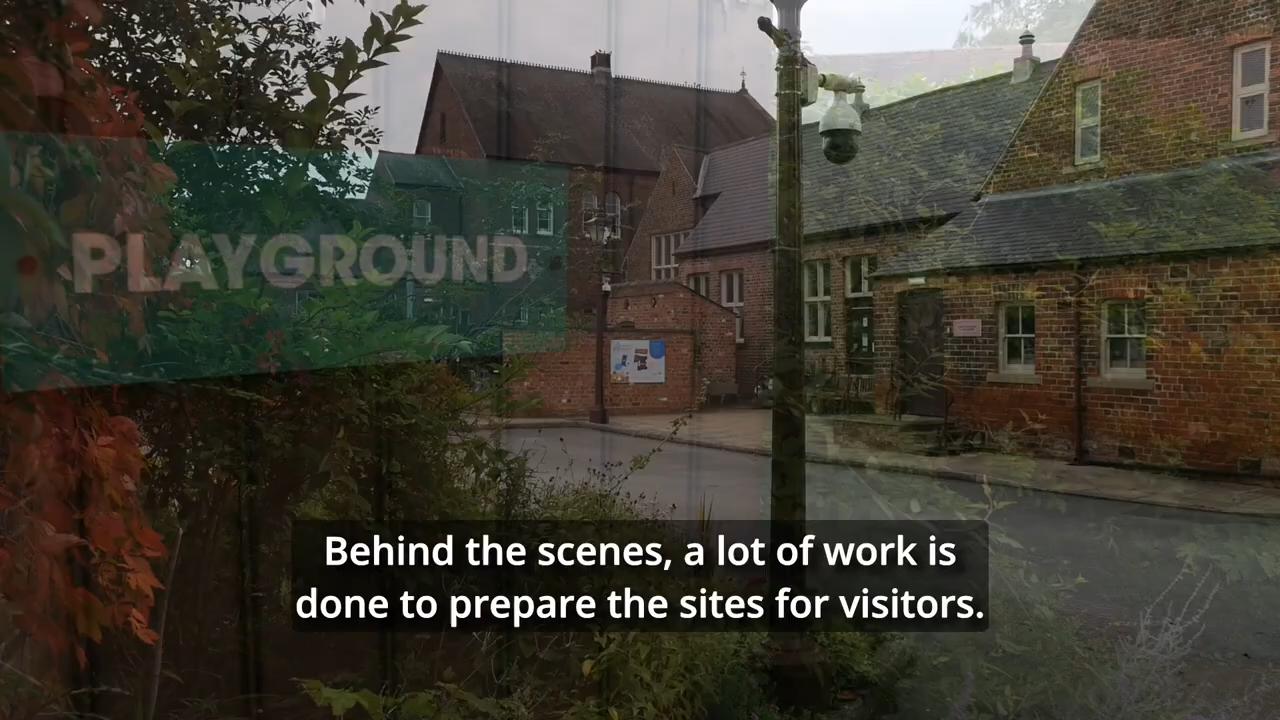 PLAYGROUND
Behind the scenes, a lot of work is
done to prepare the sites for visitors.